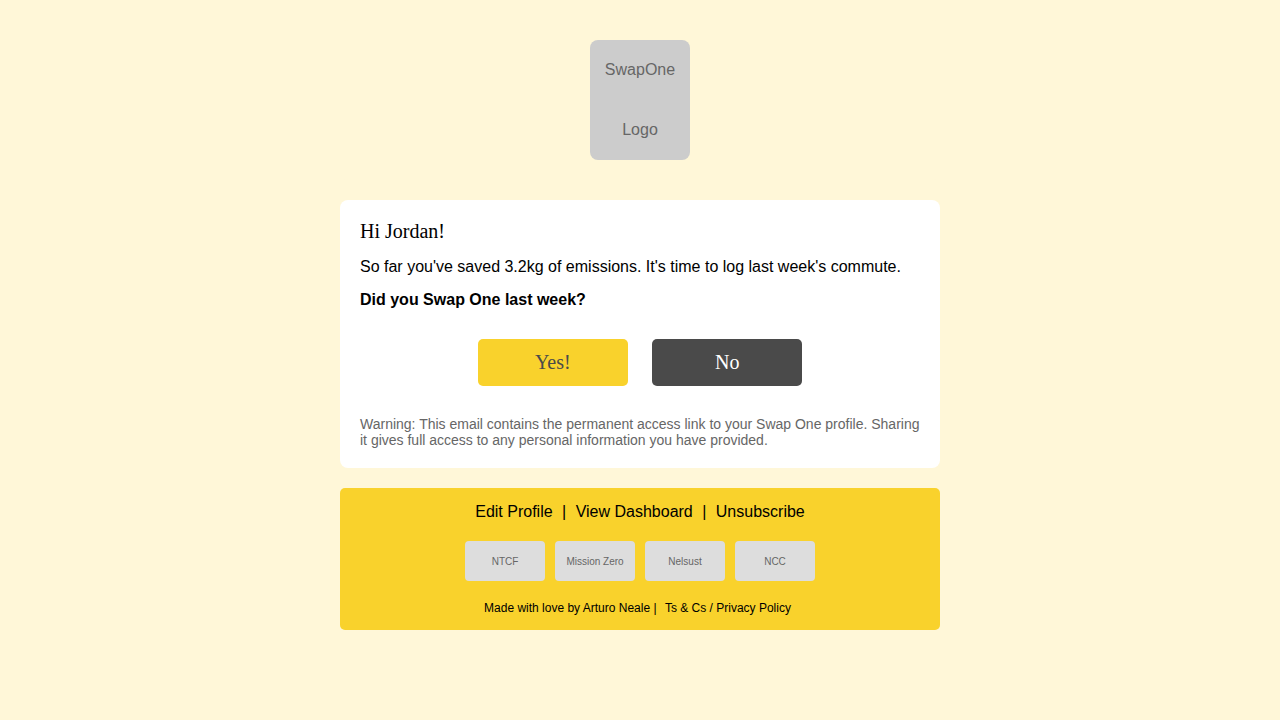 SwapOne
Logo
Hi Jordan!
So far you've saved 3.2kg of emissions. It's time to log last week's commute.
Did you Swap One last week?
Yes!
No
Warning: This email contains the permanent access link to your Swap One profile. Sharing
it gives full access to any personal information you have provided.
Edit Profile | View Dashboard | Unsubscribe
NTCF
Mission Zero
Nelsust
NCC
Made with love by Arturo Neale | Ts & Cs / Privacy Policy